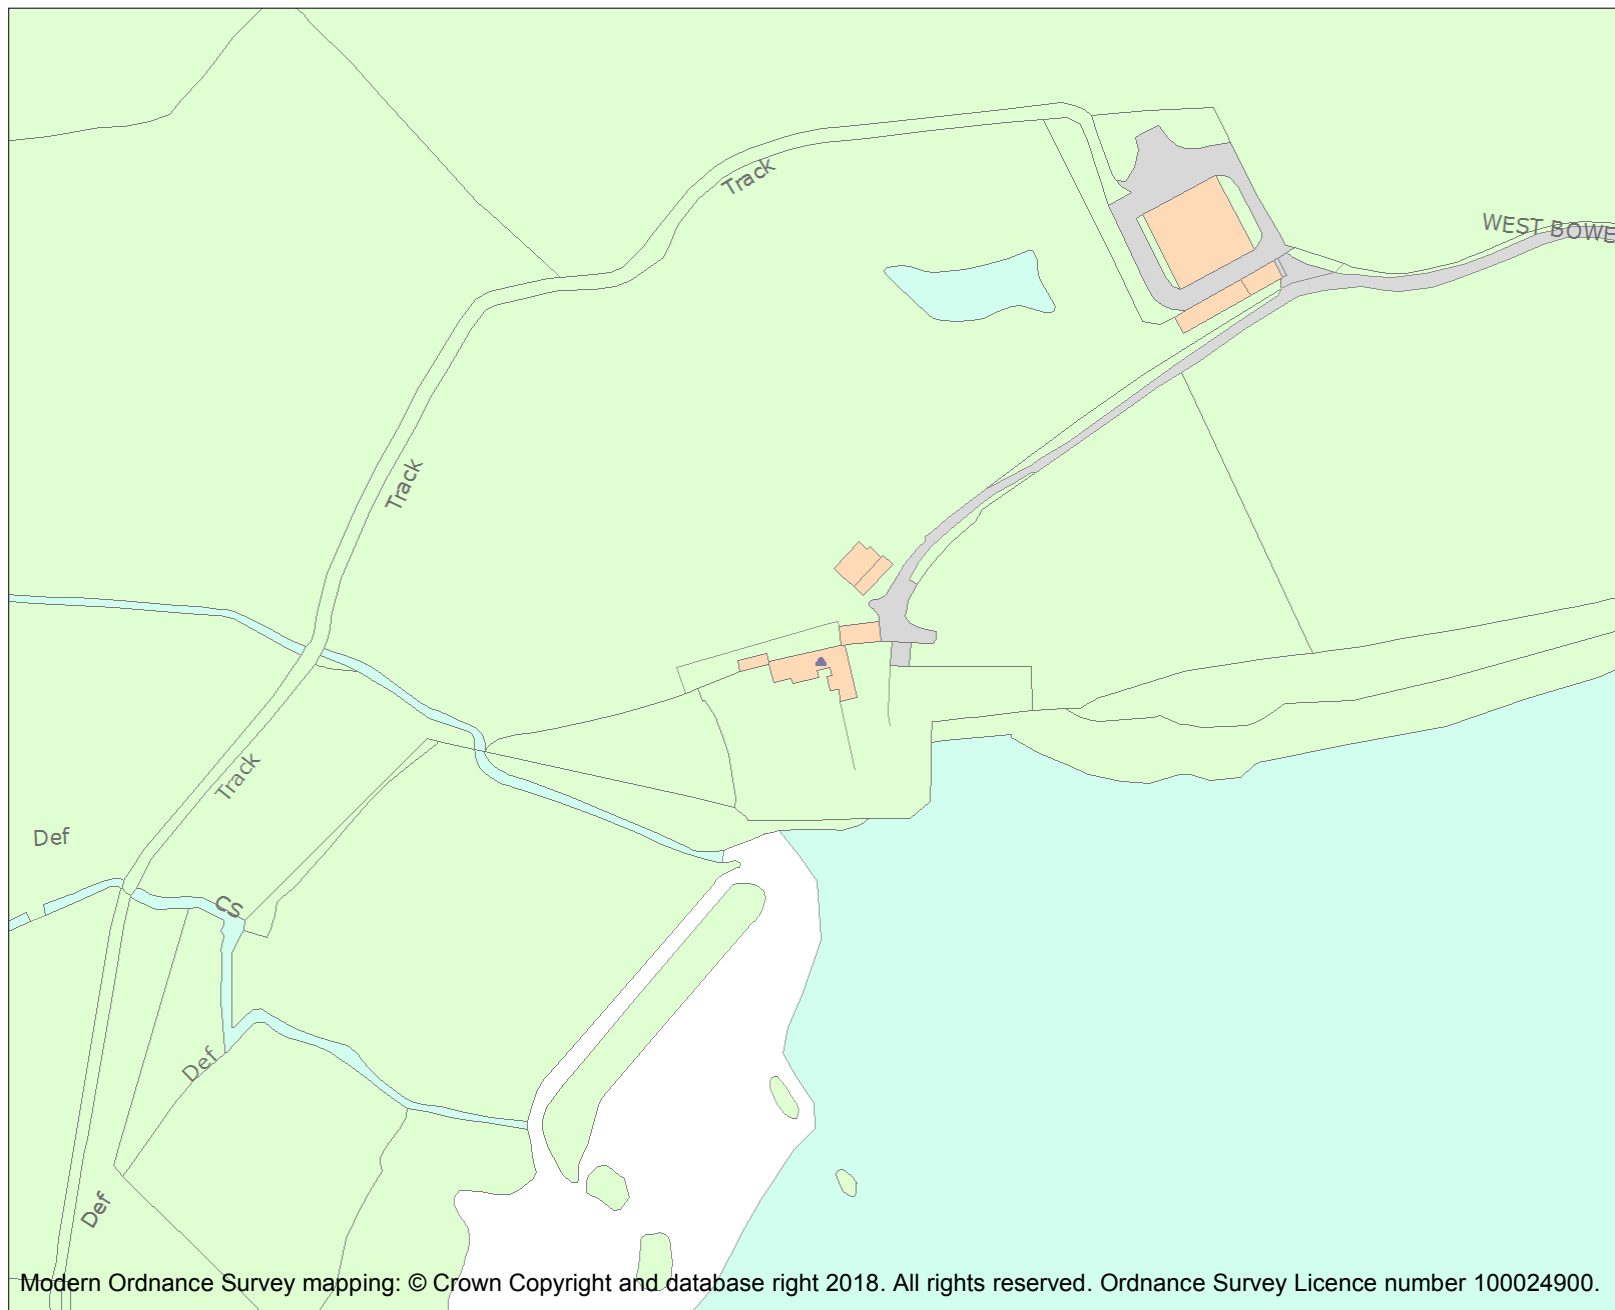 Track
WEST BOWE
Track
Track
Def
CS
Def
Def
Modern Ordnance Survey mapping: © Crown Copyright and database right 2018. All rights reserved. Ordnance Survey Licence number 100024900.